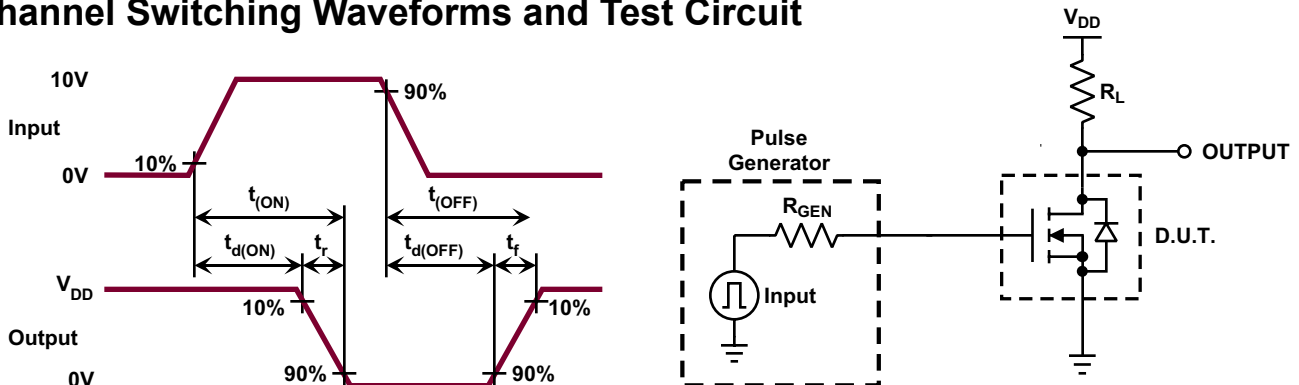 hannel Switching Waveforms and Test Circuit
10V
Input
0V
10%
90%
t(ON)
t(OFF)
td(ON)
tr
td(OFF)
tf
VDD
Output
0V
10%
90%
10%
90%
Pulse
Generator
RGEN
Input
VDD
RL
OUTPUT
D.U.T.